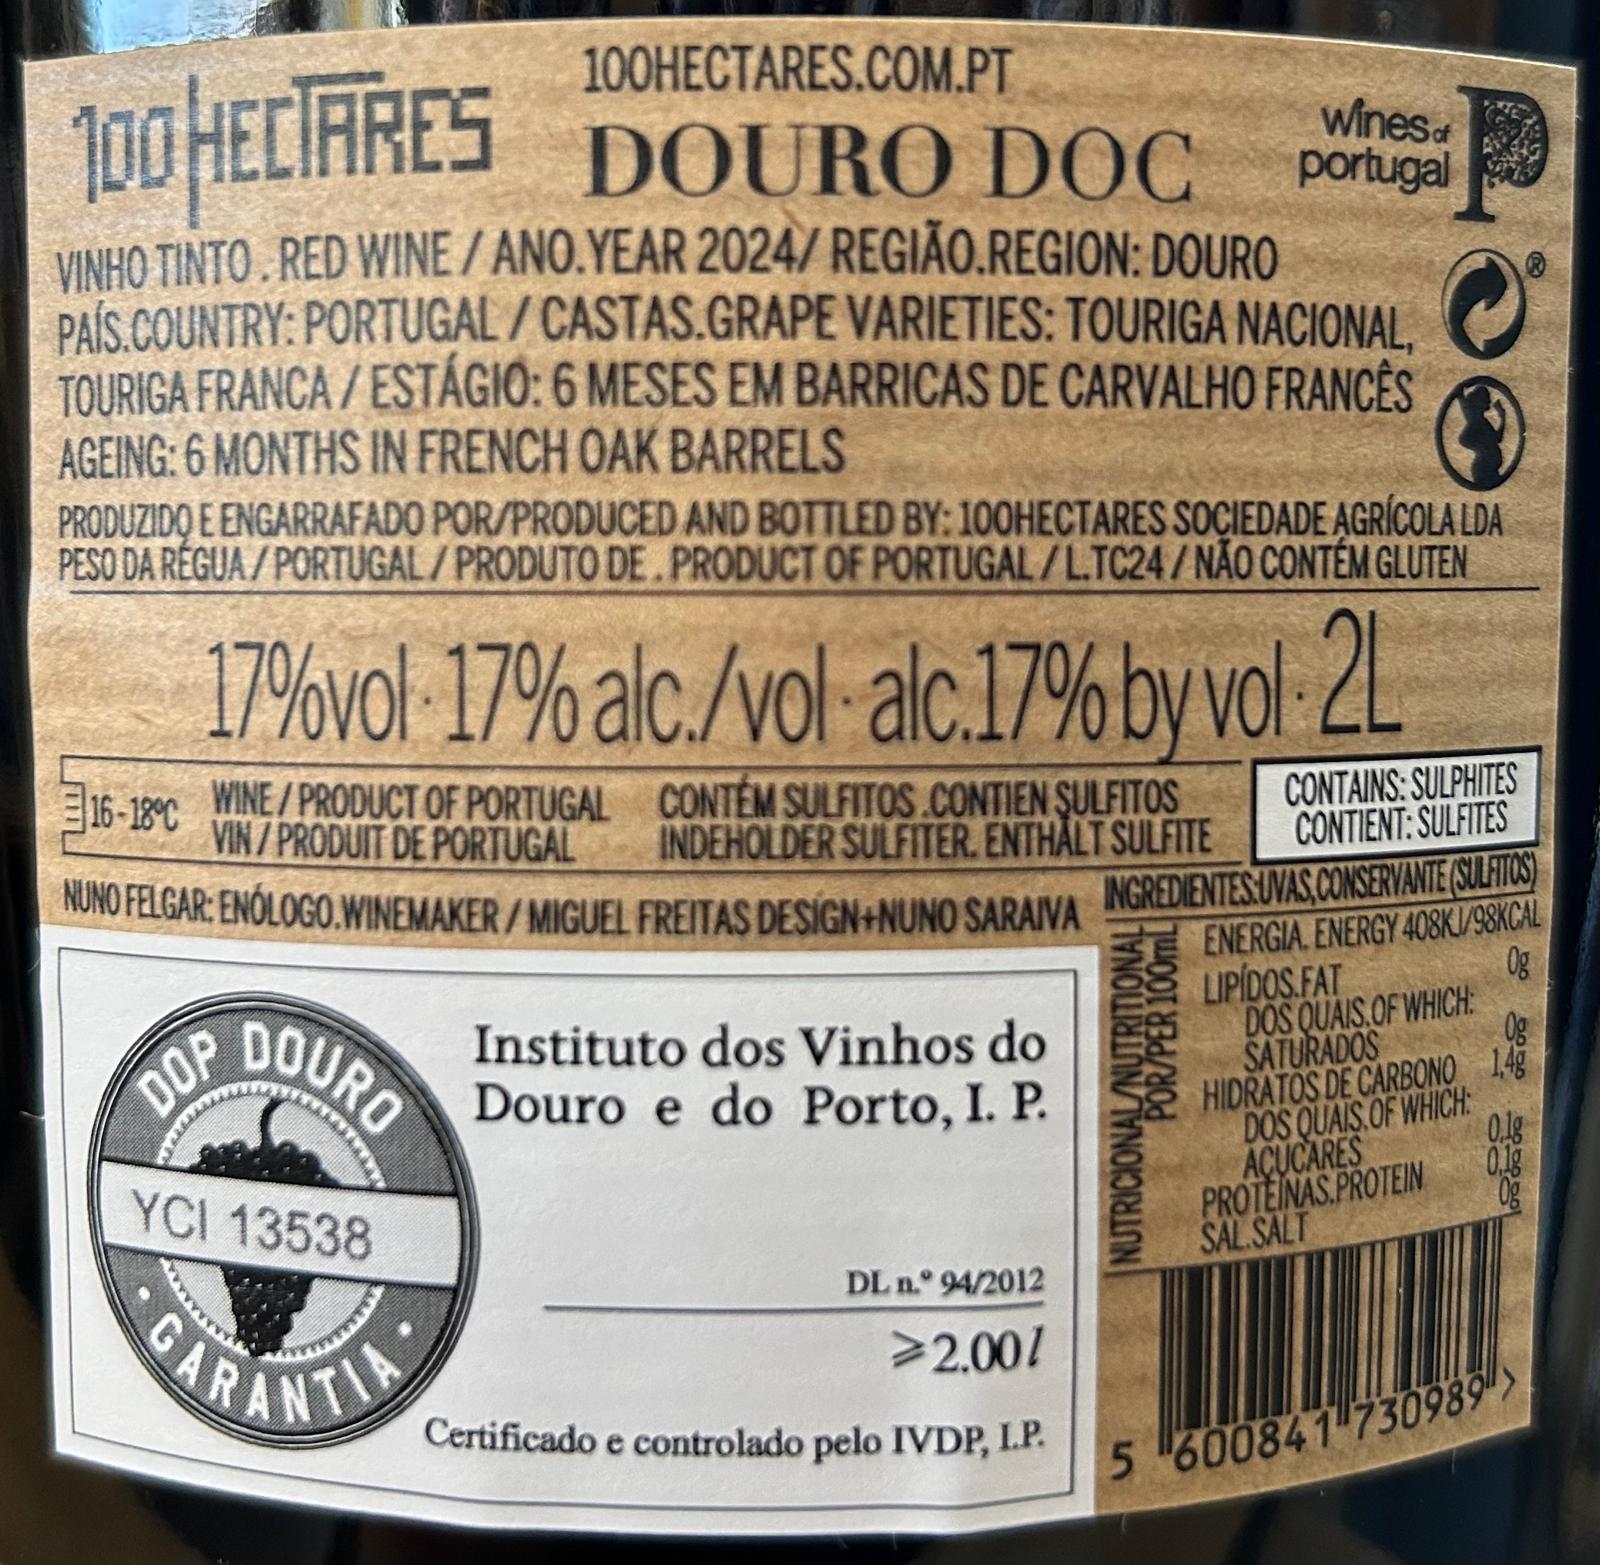 100HECTARES
100HECTARES.COM.PT
DOURO DOC
wines of
portugal
P
VINHO TINTO . RED WINE / ANO.YEAR 2024/ REGIÃO.REGION: DOURO
®
PAÍS.COUNTRY: PORTUGAL / CASTAS.GRAPE VARIETIES: TOURIGA NACIONAL,
TOURIGA FRANCA / ESTÁGIO: 6 MESES EM BARRICAS DE CARVALHO FRANCÊS
AGEING: 6 MONTHS IN FRENCH OAK BARRELS
PRODUZIDO E ENGARRAFADO POR/PRODUCED AND BOTTLED BY: 100HECTARES SOCIEDADE AGRÍCOLA LDA
PESO DA RÉGUA / PORTUGAL / PRODUTO DE . PRODUCT OF PORTUGAL / L.TC24 / NÃO CONTÉM GLUTEN
17%vol · 17% alc./vol · alc.17% by vol · 2L
16-18ºC
WINE / PRODUCT OF PORTUGAL
VIN / PRODUIT DE PORTUGAL
CONTÉM SULFITOS .CONTIEN SULFITOS
INDEHOLDER SULFITER. ENTHÄLT SULFITE
CONTAINS: SULPHITES
CONTIENT: SULFITES
NUNO FELGAR: ENÓLOGO.WINEMAKER / MIGUEL FREITAS DESIGN+NUNO SARAIVA
INGREDIENTES:UVAS,CONSERVANTE (SULFITOS)
NUTRICIONAL/NUTRITIONAL
POR/PER 100mL
ENERGIA. ENERGY 408KJ/98KCAL
LIPÍDOS.FAT 0g
DOS QUAIS.OF WHICH:
SATURADOS 0g
HIDRATOS DE CARBONO 1,4g
DOS QUAIS.OF WHICH:
AÇUCARES 0,1g
PROTEÍNAS.PROTEIN 0,1g
SAL.SALT 0g
DOP DOURO
YCI 13538
GARANTIA
Instituto dos Vinhos do
Douro e do Porto, I. P.
DL n.º 94/2012
⩾2.00l
Certificado e controlado pelo IVDP, I.P.
5 600841 730989 >